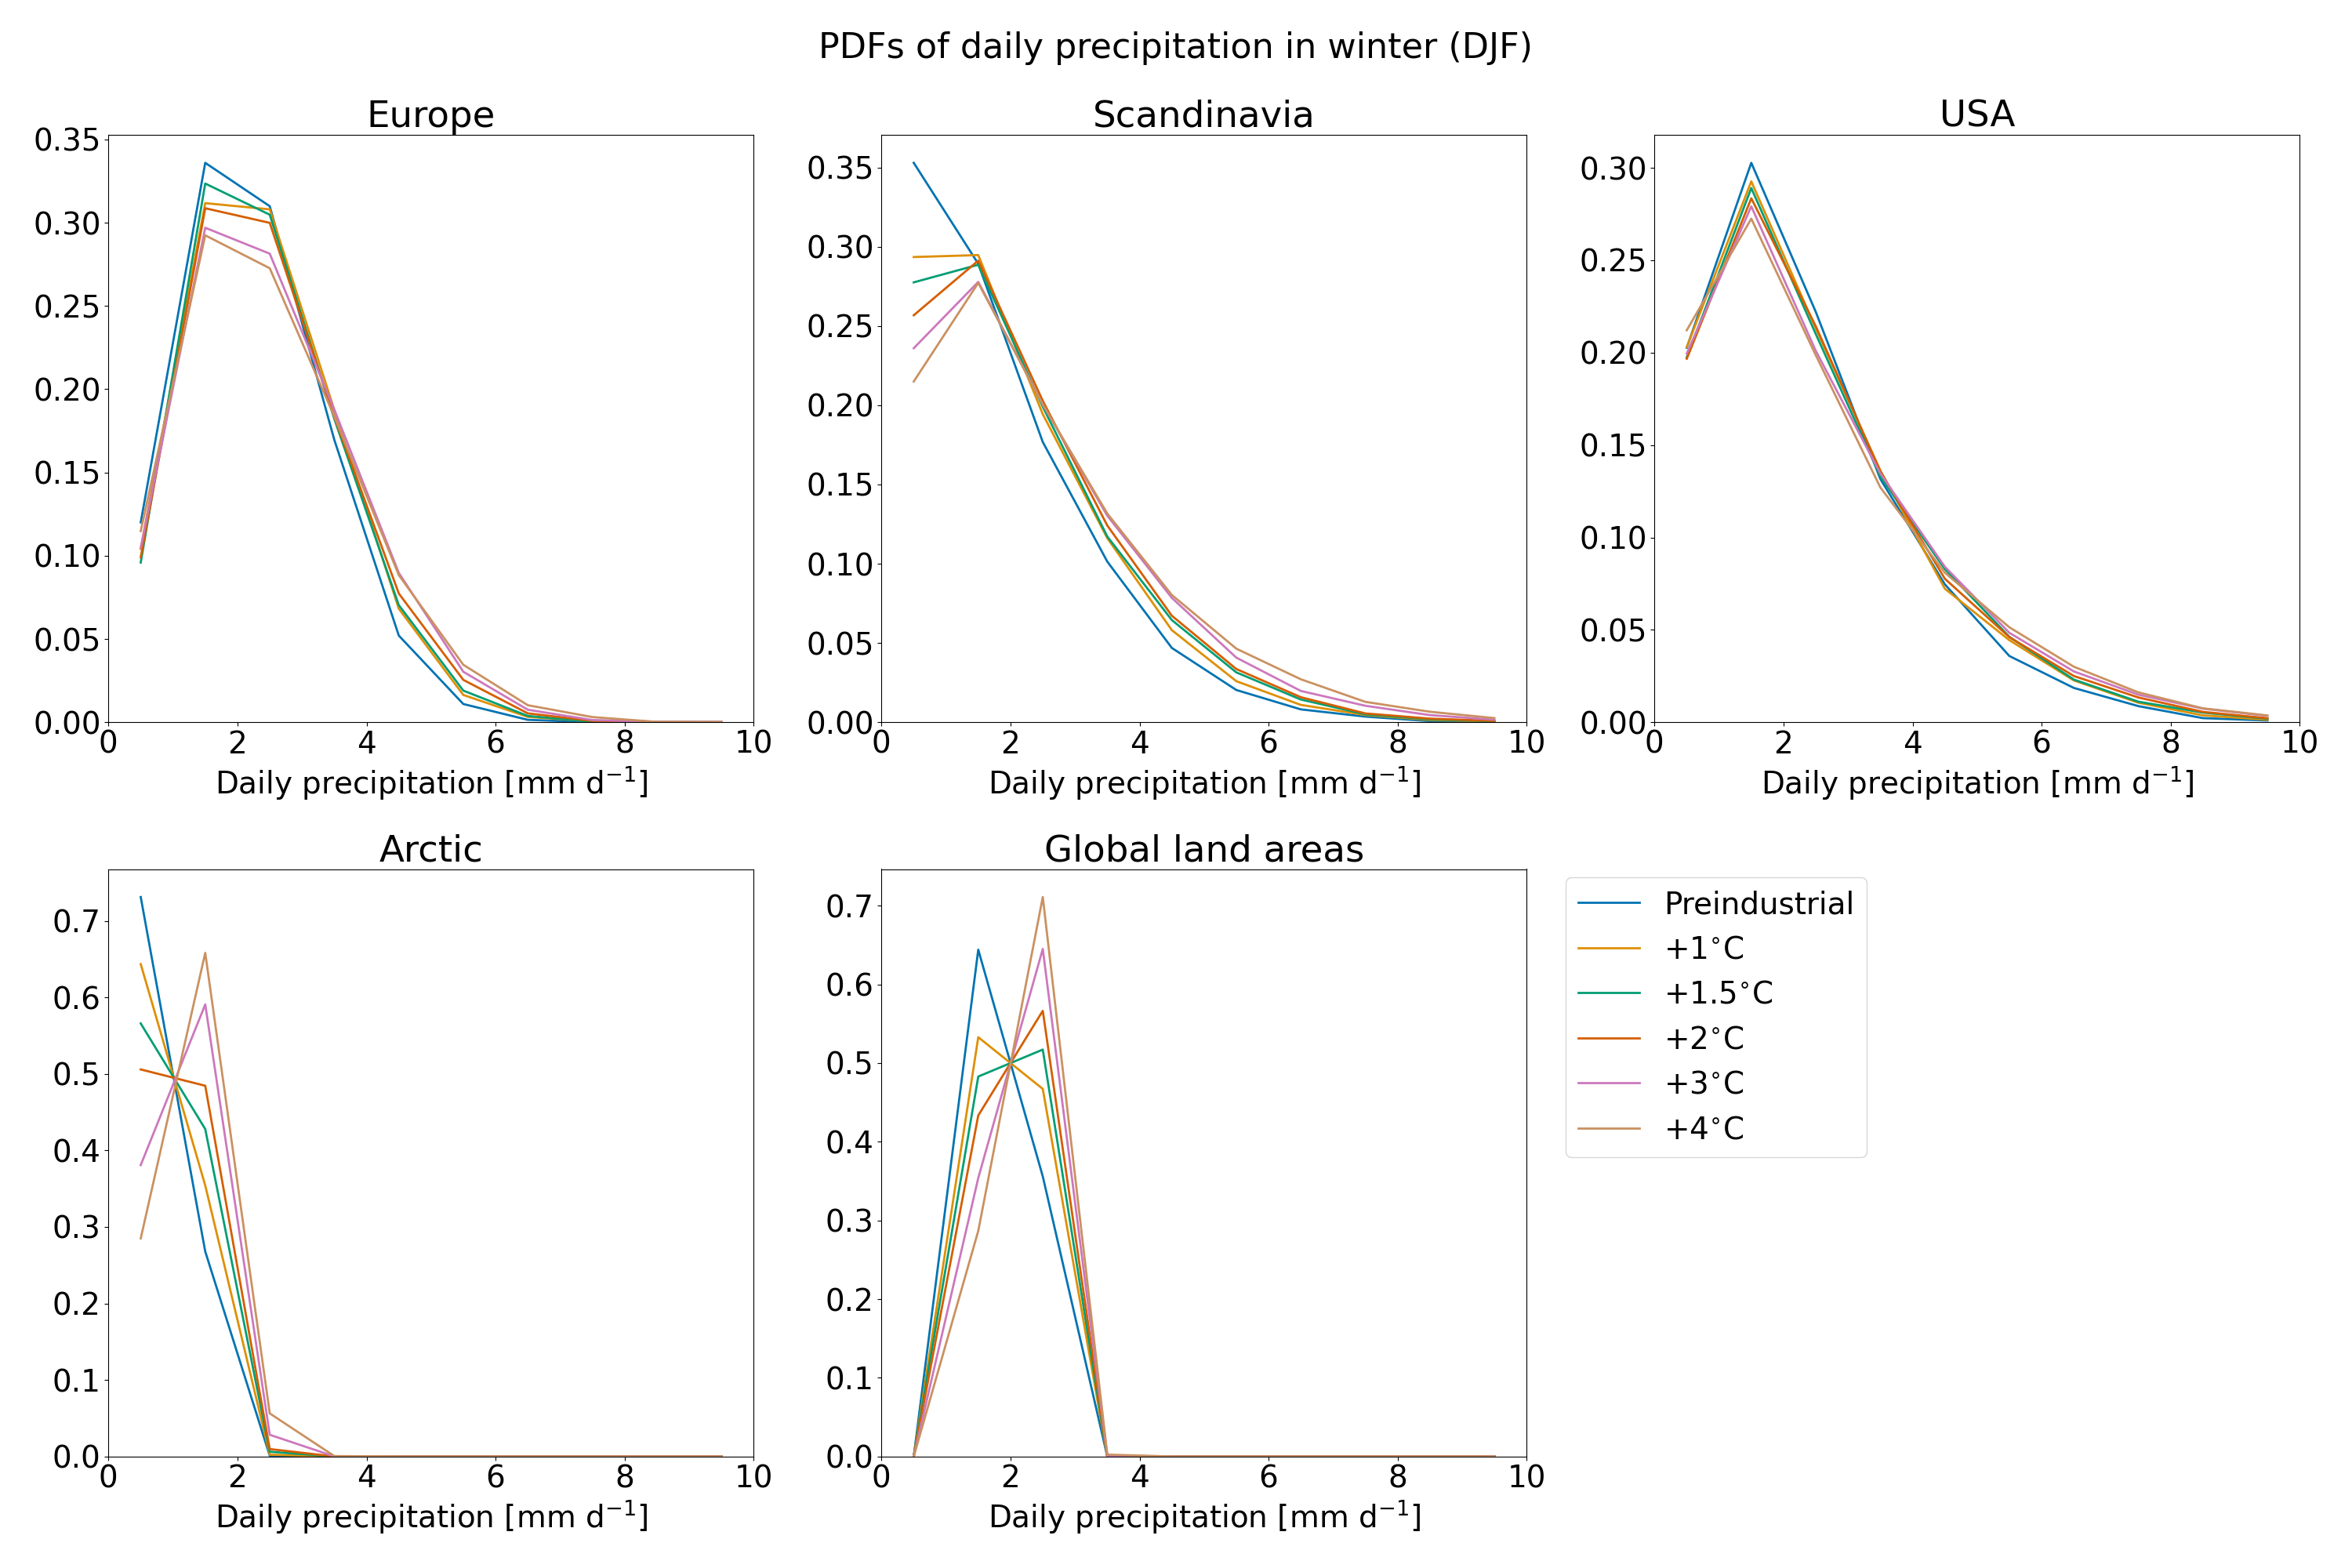 PDFs of daily precipitation in winter (DJF)
Europe
0.35
0.30
0.25
0.20
0.15
0.10
0.05
0.00
0 2 4 6 8 10
Daily precipitation [mm d⁻¹]
Scandinavia
0.35
0.30
0.25
0.20
0.15
0.10
0.05
0.00
0 2 4 6 8 10
Daily precipitation [mm d⁻¹]
USA
0.30
0.25
0.20
0.15
0.10
0.05
0.00
0 2 4 6 8 10
Daily precipitation [mm d⁻¹]
Arctic
0.7
0.6
0.5
0.4
0.3
0.2
0.1
0.0
0 2 4 6 8 10
Daily precipitation [mm d⁻¹]
Global land areas
0.7
0.6
0.5
0.4
0.3
0.2
0.1
0.0
0 2 4 6 8 10
Daily precipitation [mm d⁻¹]
Preindustrial
+1°C
+1.5°C
+2°C
+3°C
+4°C